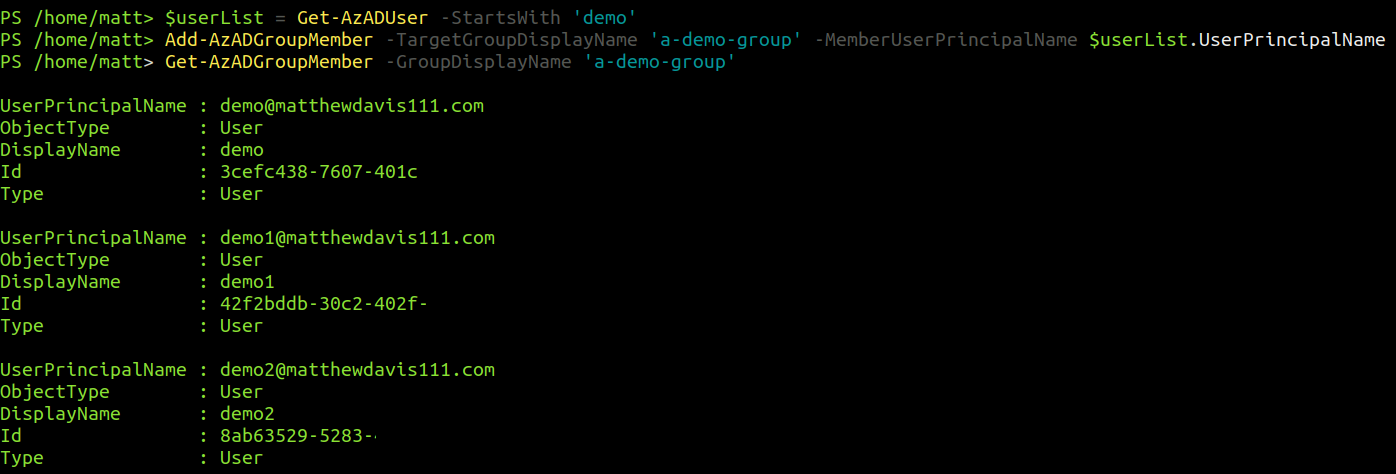 PS /home/matt> $userList = Get-AzADUser -StartsWith 'demo'
PS /home/matt> Add-AzADGroupMember -TargetGroupDisplayName 'a-demo-group' -MemberUserPrincipalName $userList.UserPrincipalName
PS /home/matt> Get-AzADGroupMember -GroupDisplayName 'a-demo-group'
UserPrincipalName : demo@matthewdavis111.com
ObjectType : User
DisplayName : demo
Id : 3cefc438-7607-401c
Type : User
UserPrincipalName : demo1@matthewdavis111.com
ObjectType : User
DisplayName : demo1
Id : 42f2bddb-30c2-402f-
Type : User
UserPrincipalName : demo2@matthewdavis111.com
ObjectType : User
DisplayName : demo2
Id : 8ab63529-5283-
Type : User